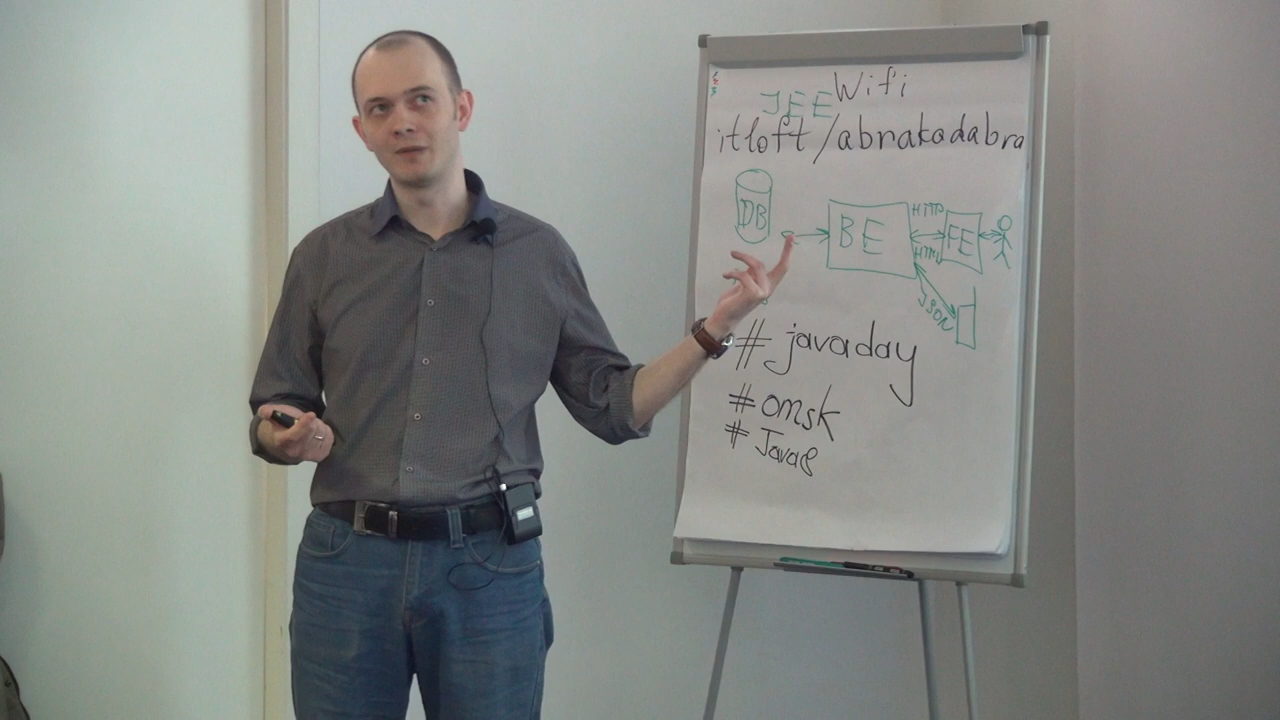 Wifi
JEE
itloft/abrakadabra
DB
BE
HTTP
HTML
FE
JSON
#javaday
#omsk
#Java8